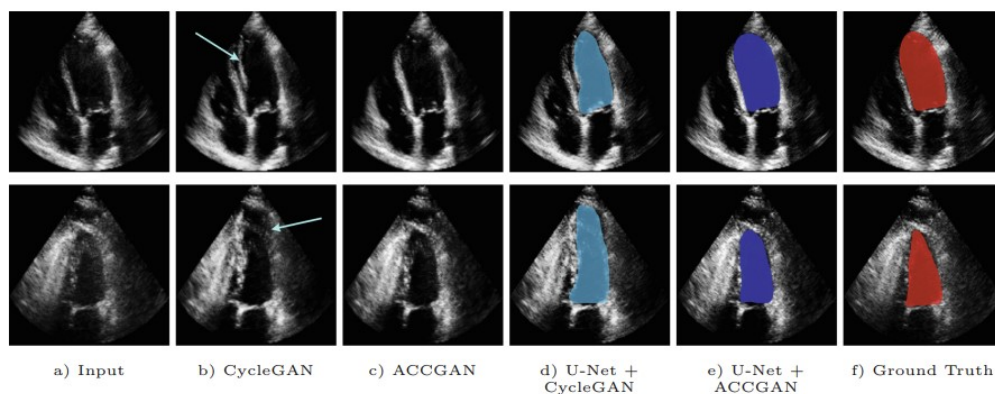 a) Input
b) CycleGAN
c) ACCGAN
d) U-Net +
CycleGAN
e) U-Net +
ACCGAN
f) Ground Truth